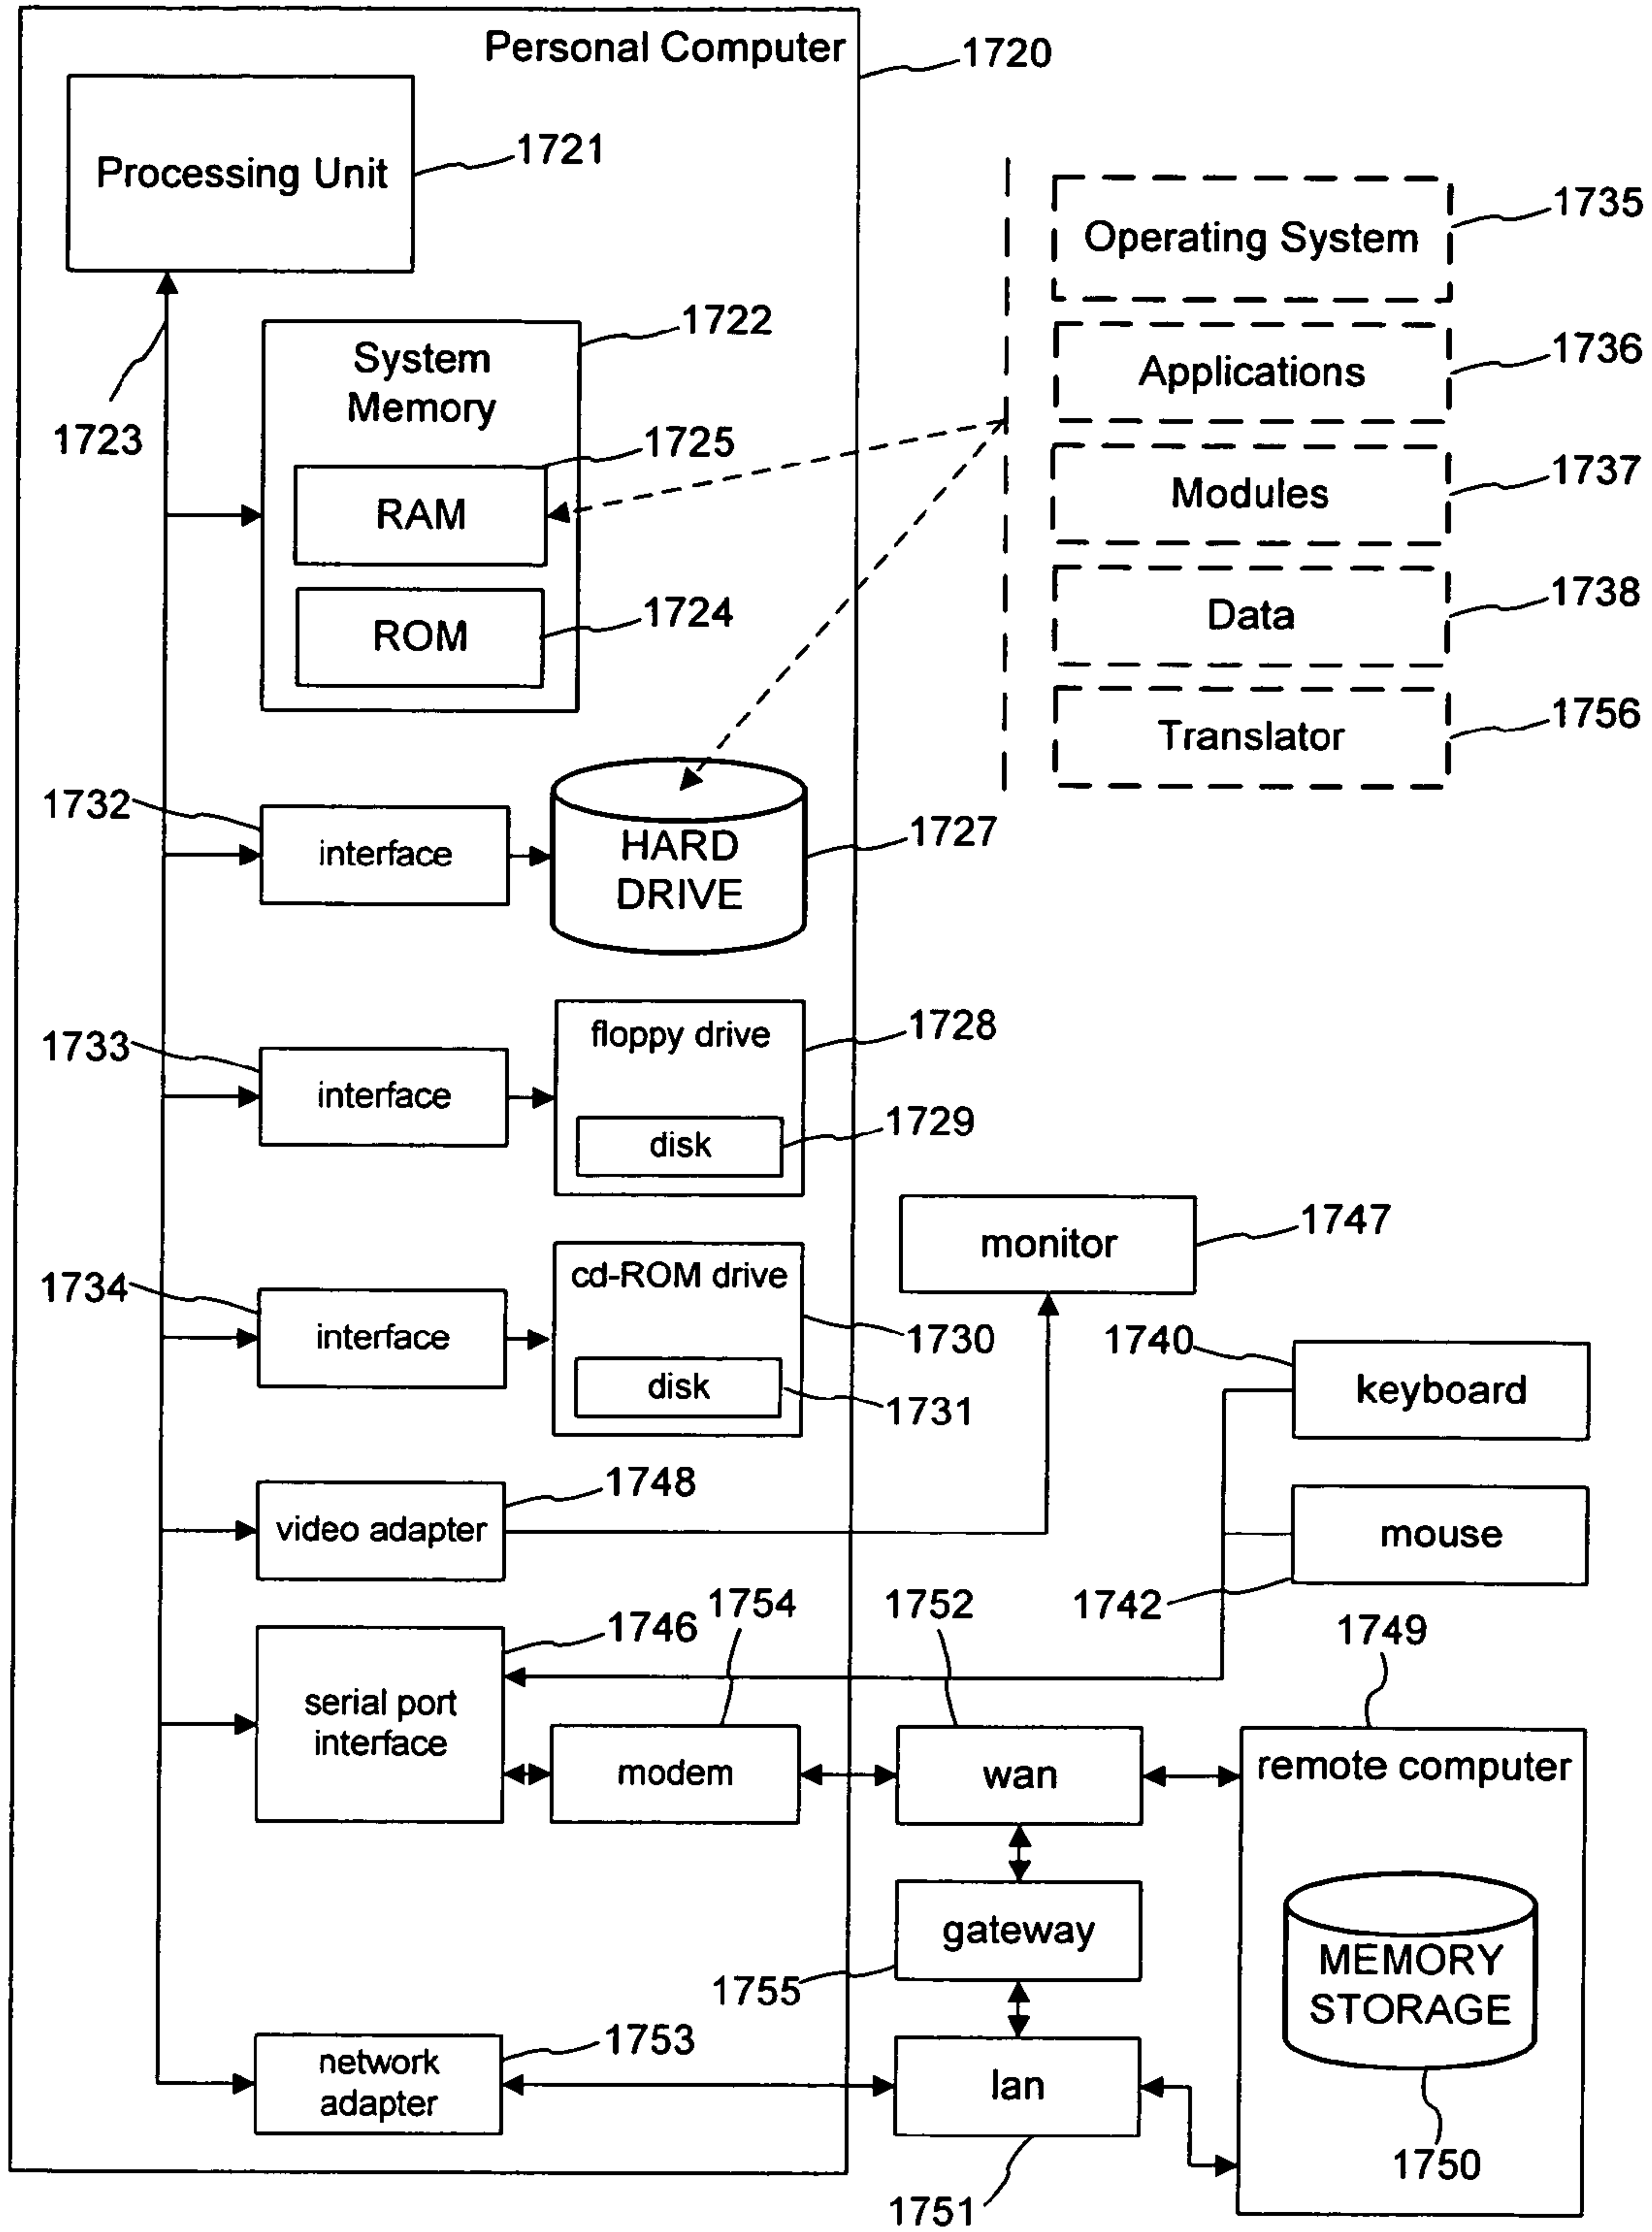 Personal Computer
1720
Processing Unit
1721
1735
Operating System
1722
System
Memory
1736
Applications
1723
1725
RAM
1737
Modules
1724
ROM
1738
Data
1756
Translator
1732
interface
HARD
DRIVE
1727
1733
interface
floppy drive
1728
disk
1729
monitor
1747
1734
interface
cd-ROM drive
1730
disk
1731
1740
keyboard
1748
video adapter
mouse
1742
1746
serial port
interface
1754
modem
1752
wan
1749
remote computer
gateway
1755
MEMORY
STORAGE
1750
1753
network
adapter
lan
1751